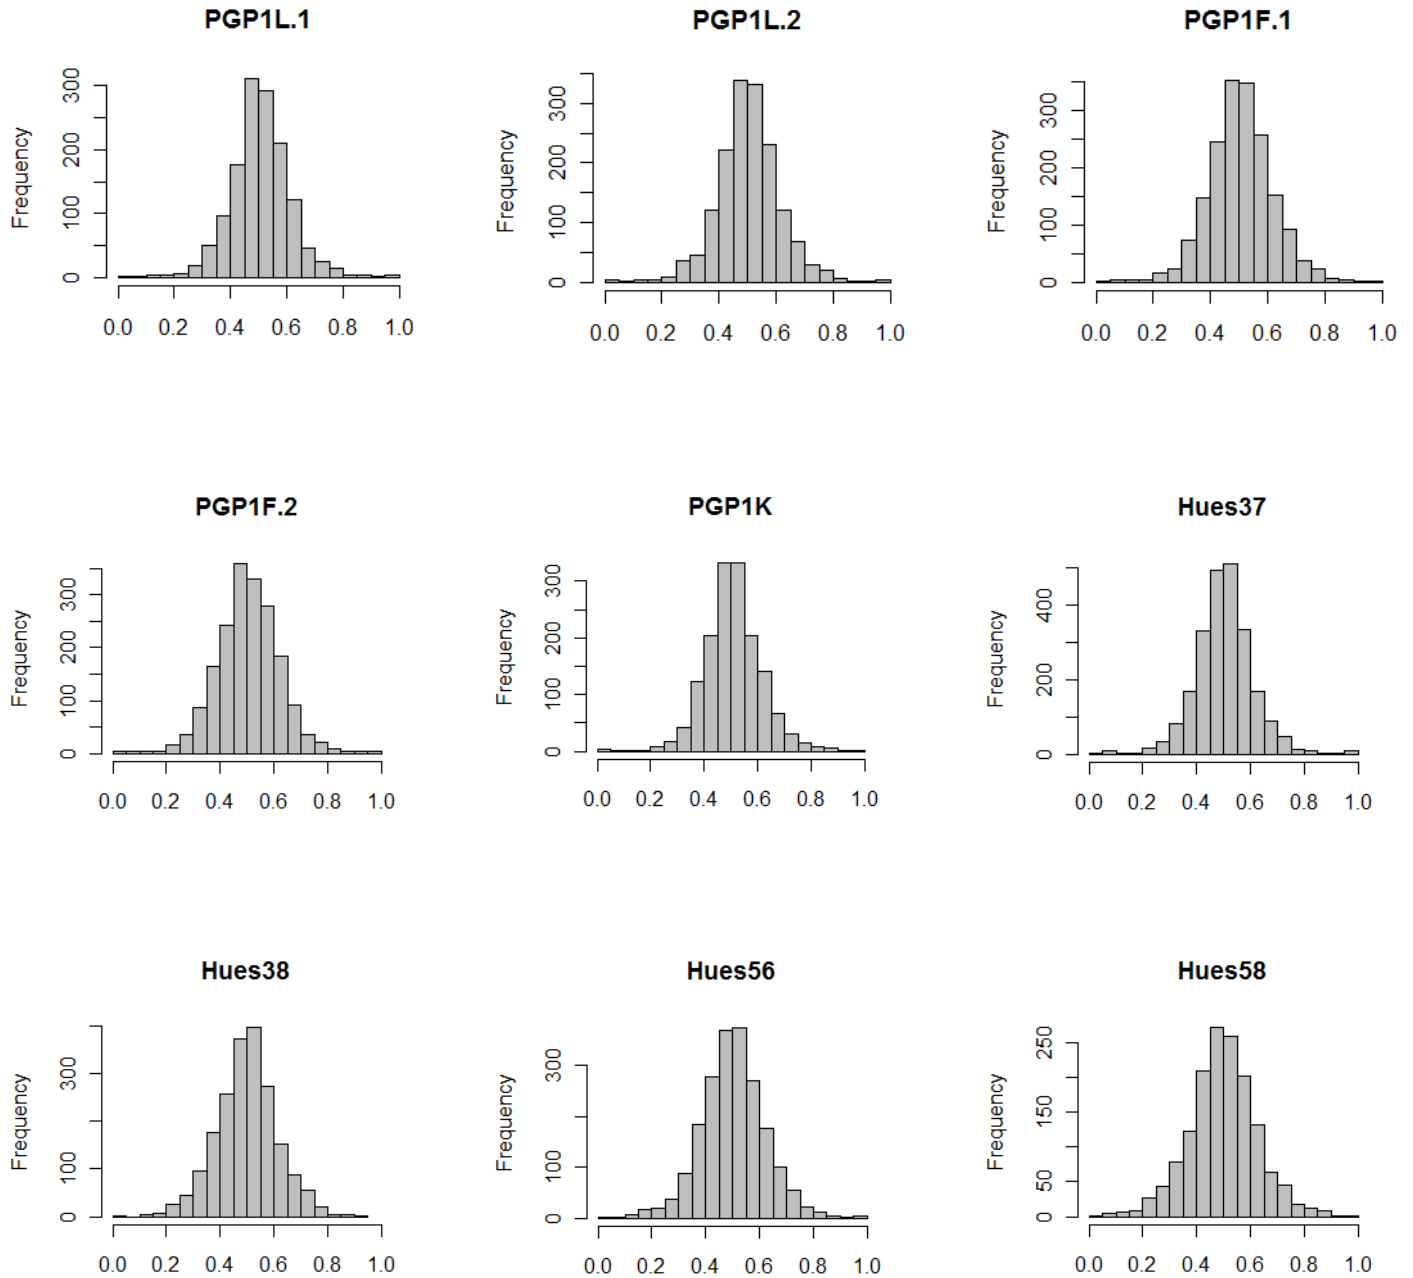 PGP1L.1 PGP1L.2 PGP1F.1
Frequency
0 100 200 300
0.0 0.2 0.4 0.6 0.8 1.0
Frequency
0 100 200 300
0.0 0.2 0.4 0.6 0.8 1.0
Frequency
0 100 200 300
0.0 0.2 0.4 0.6 0.8 1.0
PGP1F.2 PGP1K Hues37
Frequency
0 100 200 300
0.0 0.2 0.4 0.6 0.8 1.0
Frequency
0 100 200 300
0.0 0.2 0.4 0.6 0.8 1.0
Frequency
0 200 400
0.0 0.2 0.4 0.6 0.8 1.0
Hues38 Hues56 Hues58
Frequency
0 100 300
0.0 0.2 0.4 0.6 0.8 1.0
Frequency
0 100 300
0.0 0.2 0.4 0.6 0.8 1.0
Frequency
0 50 150 250
0.0 0.2 0.4 0.6 0.8 1.0